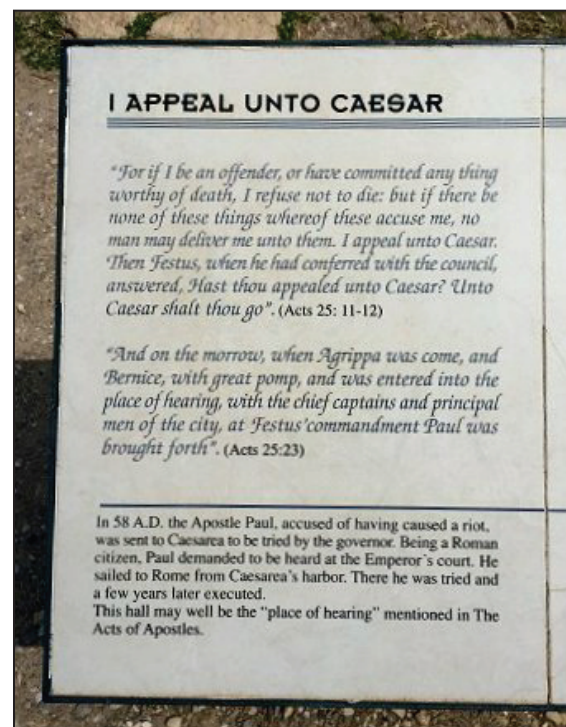 I APPEAL UNTO CAESAR
"For if I be an offender, or have committed any thing
worthy of death, I refuse not to die: but if there be
none of these things whereof these accuse me, no
man may deliver me unto them. I appeal unto Caesar.
Then Festus, when he had conferred with the council,
answered, Hast thou appealed unto Caesar? Unto
Caesar shalt thou go". (Acts 25: 11-12)
"And on the morrow, when Agrippa was come, and
Bernice, with great pomp, and was entered into the
place of hearing, with the chief captains and principal
men of the city, at Festus'commandment Paul was
brought forth". (Acts 25:23)
In 58 A.D. the Apostle Paul, accused of having caused a riot,
was sent to Caesarea to be tried by the governor. Being a Roman
citizen, Paul demanded to be heard at the Emperor's court. He
sailed to Rome from Caesarea's harbor. There he was tried and
a few years later executed.
This hall may well be the "place of hearing" mentioned in The
Acts of Apostles.